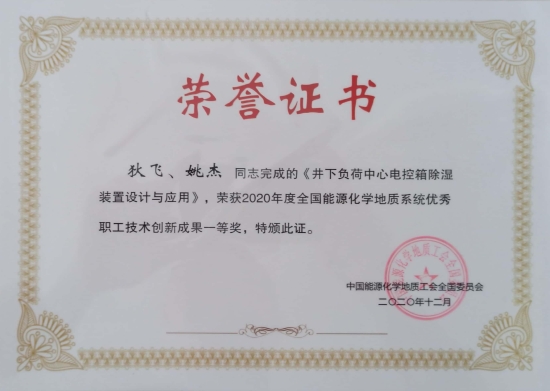 荣誉证书
狄飞、姚杰 同志完成的《井下负荷中心电控箱除湿
装置设计与应用》，荣获2020年度全国能源化学地质系统优秀
职工技术创新成果一等奖，特颁此证。
中国能源化学地质工会全国委员会
二〇二〇年十二月